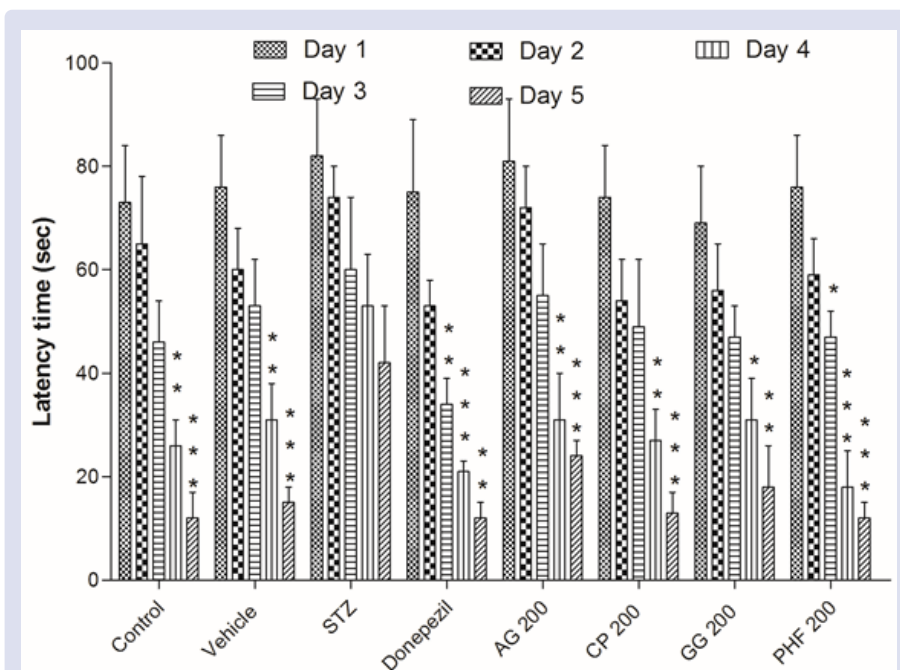 Day 1 Day 2 Day 4
Day 3 Day 5
Latency time (sec)
100
80
60
40
20
0
* * * * * * * * * * * * * * * * * * * * * * * * * * * * * * * * * * *
Control Vehicle STZ Donepezil AG 200 CP 200 GG 200 PHF 200